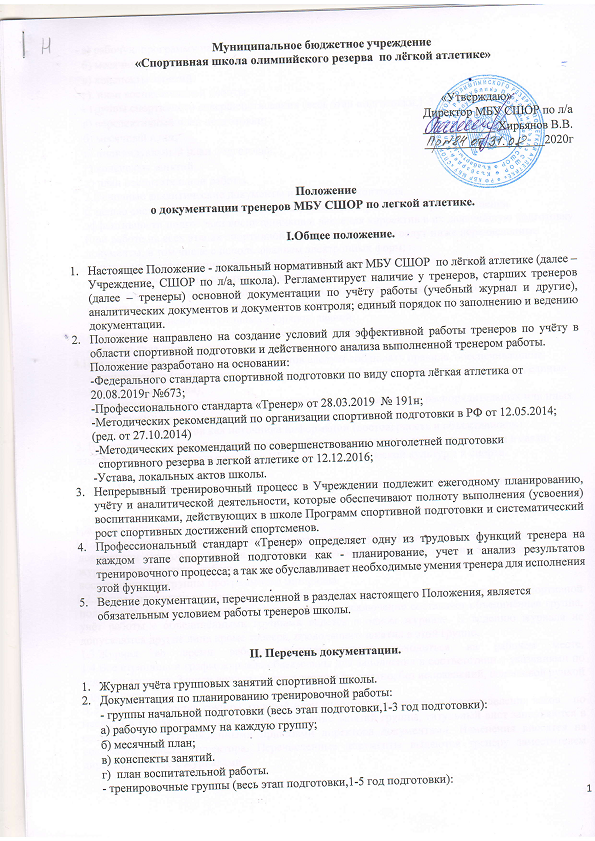 Н
Муниципальное бюджетное учреждение
«Спортивная школа олимпийского резерва по лёгкой атлетике»
«Утверждаю»
Директор МБУ СШОР по л/а
Хирьянов В.В.
Пр №84 от 31.08 2020г
Положение
о документации тренеров МБУ СШОР по легкой атлетике.
I.Общее положение.
1. Настоящее Положение - локальный нормативный акт МБУ СШОР по лёгкой атлетике (далее –
Учреждение, СШОР по л/а, школа). Регламентирует наличие у тренеров, старших тренеров
(далее – тренеры) основной документации по учёту работы (учебный журнал и другие),
аналитических документов и документов контроля; единый порядок по заполнению и ведению
документации.
2. Положение направлено на создание условий для эффективной работы тренеров по учёту в
области спортивной подготовки и действенного анализа выполненной тренером работы.
Положение разработано на основании:
-Федерального стандарта спортивной подготовки по виду спорта лёгкая атлетика от
20.08.2019г №673;
-Профессионального стандарта «Тренер» от 28.03.2019 № 191н;
-Методических рекомендаций по организации спортивной подготовки в РФ от 12.05.2014;
(ред. от 27.10.2014)
-Методических рекомендаций по совершенствованию многолетней подготовки
спортивного резерва в легкой атлетике от 12.12.2016;
-Устава, локальных актов школы.
3. Непрерывный тренировочный процесс в Учреждении подлежит ежегодному планированию,
учёту и аналитической деятельности, которые обеспечивают полноту выполнения (усвоения)
воспитанниками, действующих в школе Программ спортивной подготовки и систематический
рост спортивных достижений спортсменов.
4. Профессиональный стандарт «Тренер» определяет одну из трудовых функций тренера на
каждом этапе спортивной подготовки как - планирование, учет и анализ результатов
тренировочного процесса; а так же обуславливает необходимые умения тренера для исполнения
этой функции.
5. Ведение документации, перечисленной в разделах настоящего Положения, является
обязательным условием работы тренеров школы.
II. Перечень документации.
1. Журнал учёта групповых занятий спортивной школы.
2. Документация по планированию тренировочной работы:
- группы начальной подготовки (весь этап подготовки,1-3 год подготовки):
а) рабочую программу на каждую группу;
б) месячный план;
в) конспекты занятий.
г) план воспитательной работы.
- тренировочные группы (весь этап подготовки,1-5 год подготовки):
1